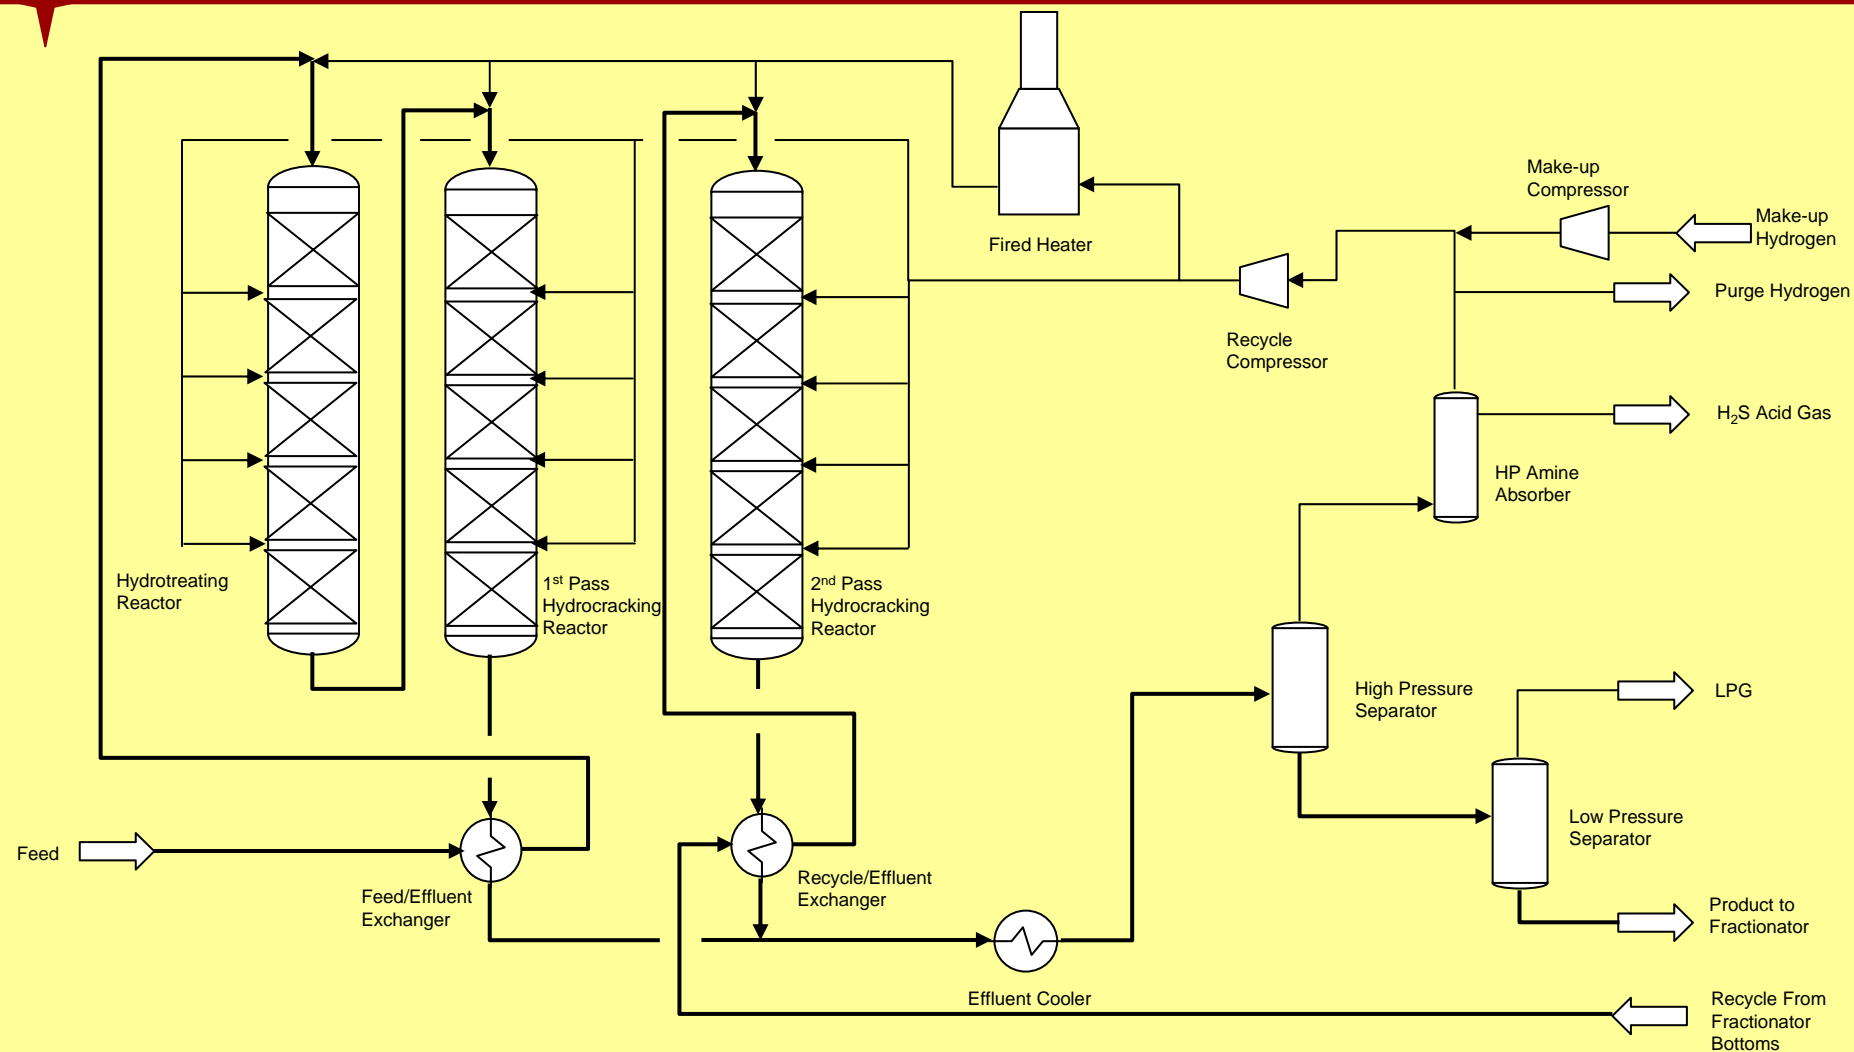 Make-up
Compressor
Make-up
Hydrogen
Fired Heater
Purge Hydrogen
Recycle
Compressor
H₂S Acid Gas
HP Amine
Absorber
Hydrotreating
Reactor
1st Pass
Hydrocracking
Reactor
2nd Pass
Hydrocracking
Reactor
High Pressure
Separator
LPG
Low Pressure
Separator
Feed
Feed/Effluent
Exchanger
Recycle/Effluent
Exchanger
Product to
Fractionator
Effluent Cooler
Recycle From
Fractionator
Bottoms